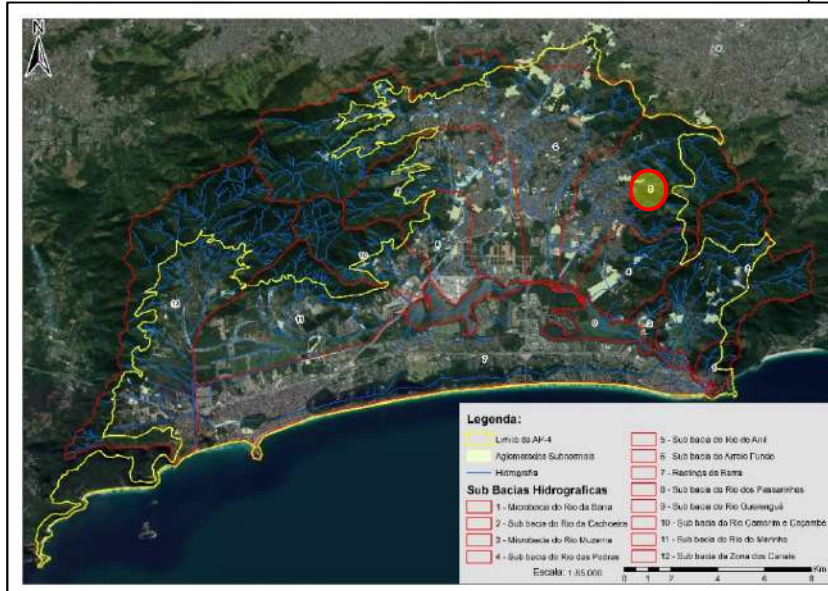 N
Legenda:
Limite da AP-4
Aglomerados Subnormais
Hidrografia
Sub Bacias Hidrograficas
1 - Microbacia do Rio da Barra
2 - Sub bacia do Rio da Cachoeira
3 - Microbacia do Rio Muzema
4 - Sub bacia do Rio das Pedras
5 - Sub bacia do Rio do Anil
6 - Sub bacia do Arroio Fundo
7 - Restinga da Barra
8 - Sub bacia do Rio dos Passarinhos
9 - Sub bacia do Rio Guerenguê
10 - Sub bacia do Rio Camorim e Caçambé
11 - Sub bacia do Rio do Marinho
12 - Sub bacia da Zona dos Canais
Escala: 1:85.000
Km
0 1 2 4 6 8
10
11
7
4